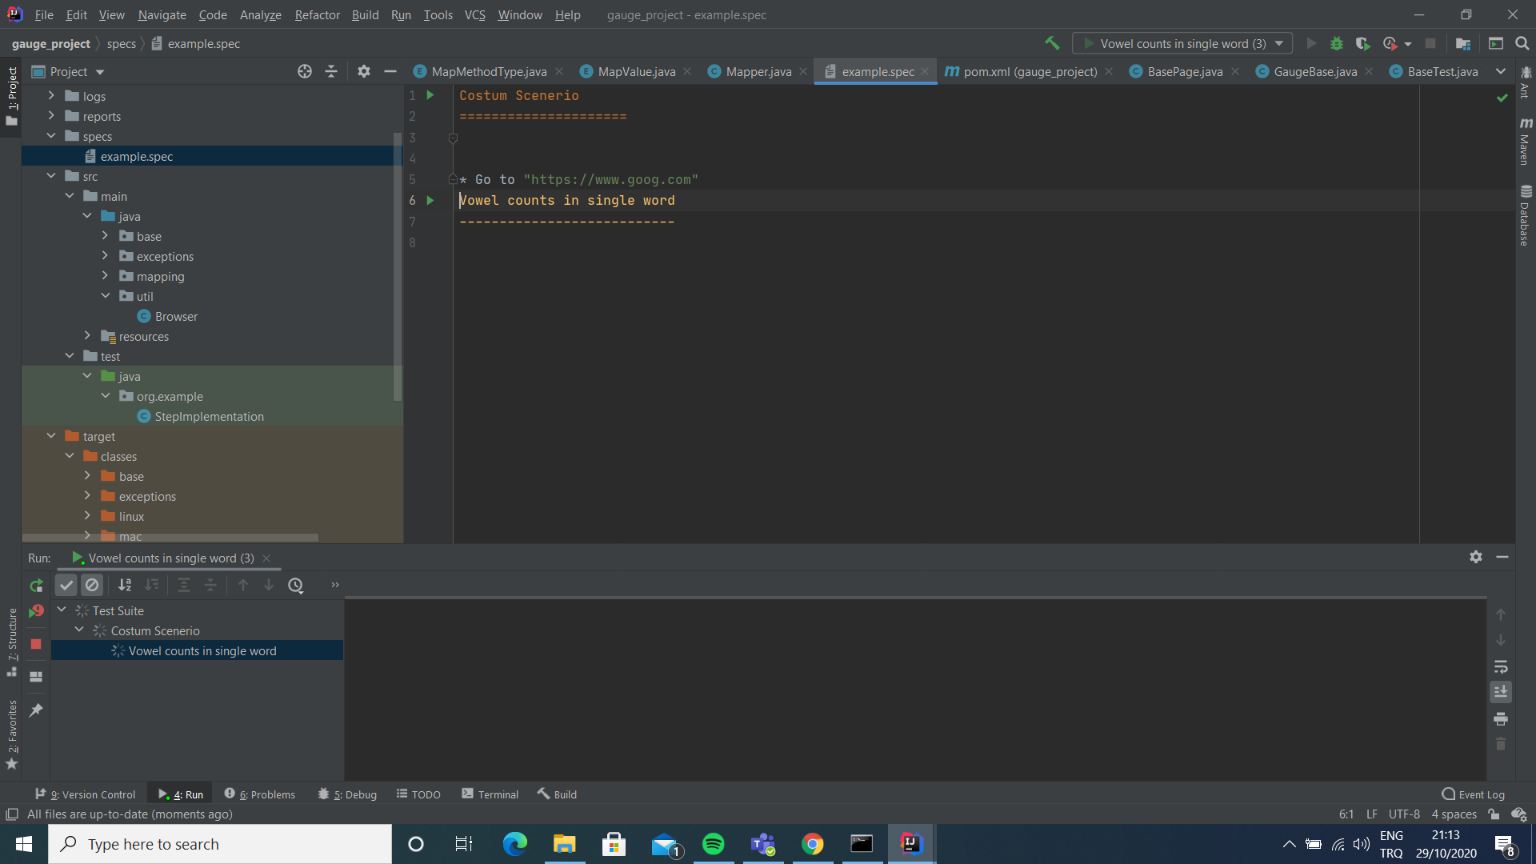 File Edit View Navigate Code Analyze Refactor Build Run Tools VCS Window Help gauge_project - example.spec
gauge_project specs example.spec Vowel counts in single word (3)
1: Project
Project
MapMethodType.java MapValue.java Mapper.java example.spec pom.xml (gauge_project) BasePage.java GaugeBase.java BaseTest.java
logs
reports
specs
example.spec
src
main
java
base
exceptions
mapping
util
Browser
resources
test
java
org.example
StepImplementation
target
classes
base
exceptions
linux
mac
1 Costum Scenerio
2 =====================
3
4
5 * Go to "https://www.goog.com"
6 Vowel counts in single word
7 ---------------------------
8
Ant
Maven
Database
Run: Vowel counts in single word (3)
Test Suite
Costum Scenerio
Vowel counts in single word
7: Structure
2: Favorites
9: Version Control 4: Run 6: Problems 5: Debug TODO Terminal Build Event Log
All files are up-to-date (moments ago) 6:1 LF UTF-8 4 spaces
Type here to search
1
ENG 21:13
TRQ 29/10/2020
8